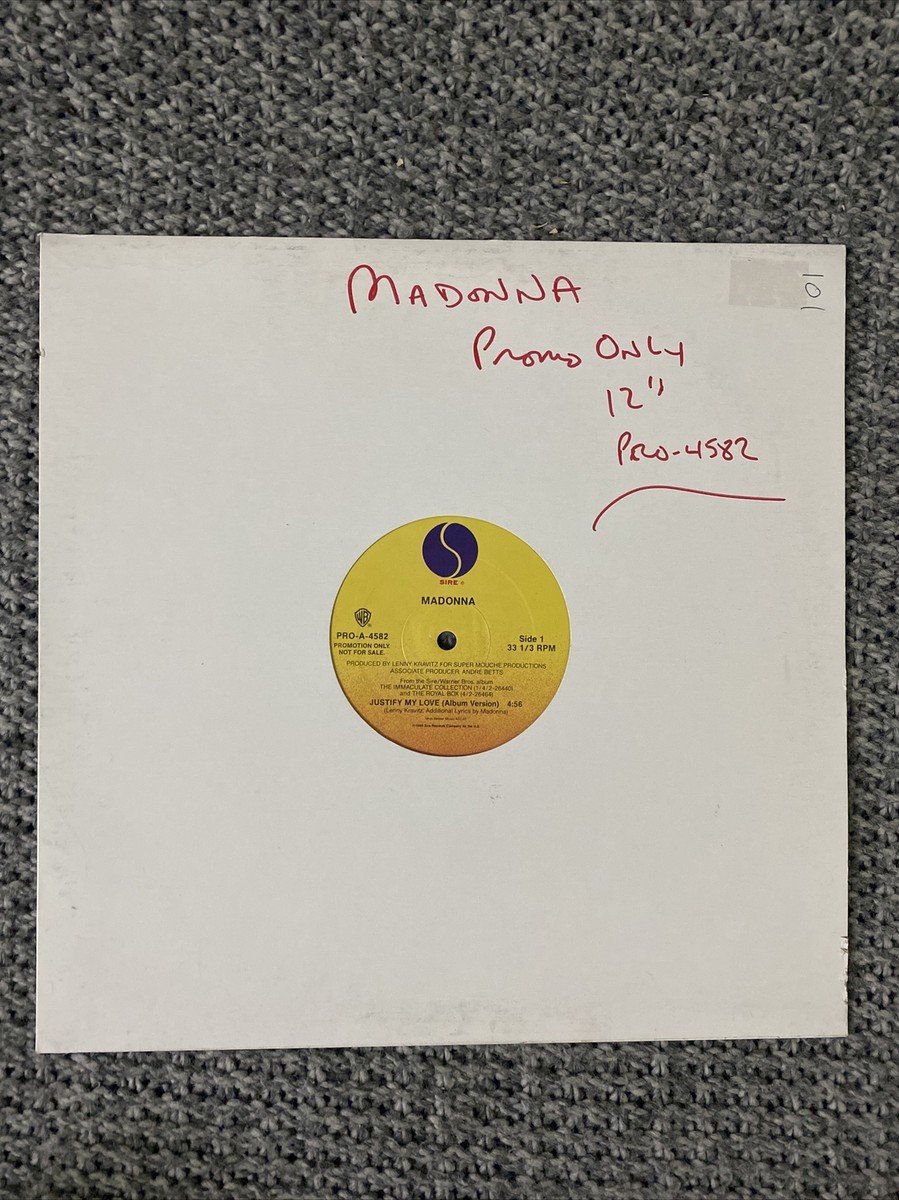 MADONNA
Promo ONLY
12"
PRO-4582
101
SIRE ®
MADONNA
WB
PRO-A-4582
PROMOTION ONLY.
NOT FOR SALE.
Side 1
33 1/3 RPM
PRODUCED BY LENNY KRAVITZ FOR SUPER MOUCHE PRODUCTIONS
ASSOCIATE PRODUCER: ANDRE BETTS
From the Sire/Warner Bros. album
THE IMMACULATE COLLECTION (1/4/2-26440)
and THE ROYAL BOX (4/2-26464)
JUSTIFY MY LOVE (Album Version) 4:56
(Lenny Kravitz; Additional Lyrics by Madonna)